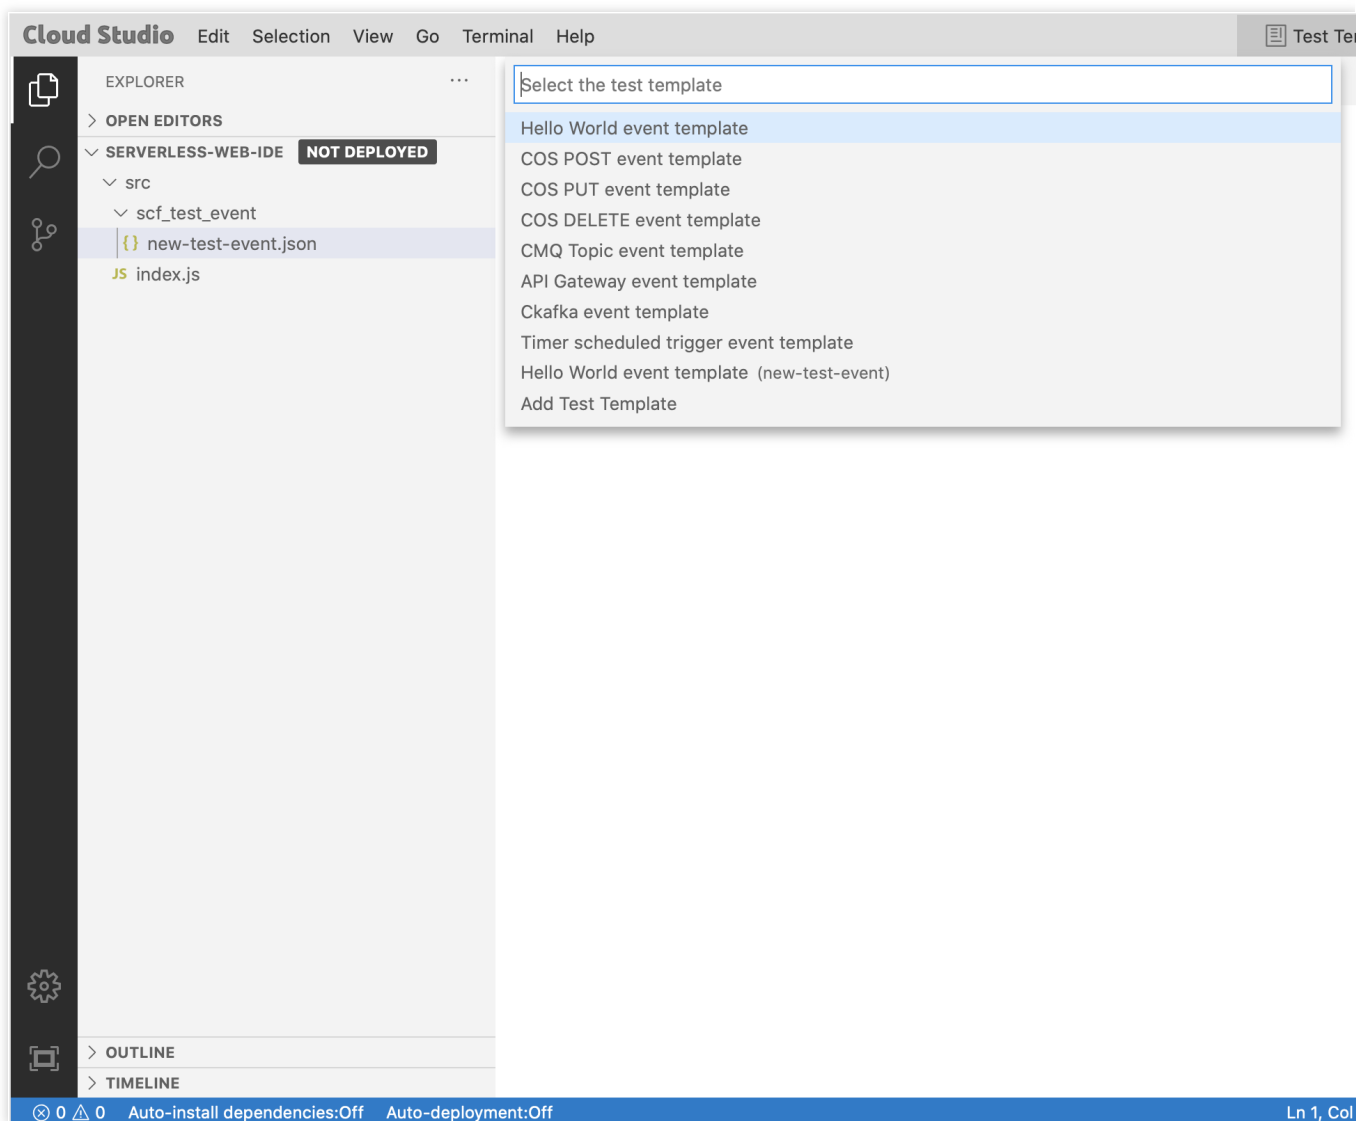 Cloud Studio Edit Selection View Go Terminal Help Test Ter
EXPLORER ...
OPEN EDITORS
SERVERLESS-WEB-IDE NOT DEPLOYED
src
scf_test_event
{} new-test-event.json
JS index.js
Select the test template
Hello World event template
COS POST event template
COS PUT event template
COS DELETE event template
CMQ Topic event template
API Gateway event template
Ckafka event template
Timer scheduled trigger event template
Hello World event template (new-test-event)
Add Test Template
OUTLINE
TIMELINE
0 0 Auto-install dependencies:Off Auto-deployment:Off Ln 1, Col